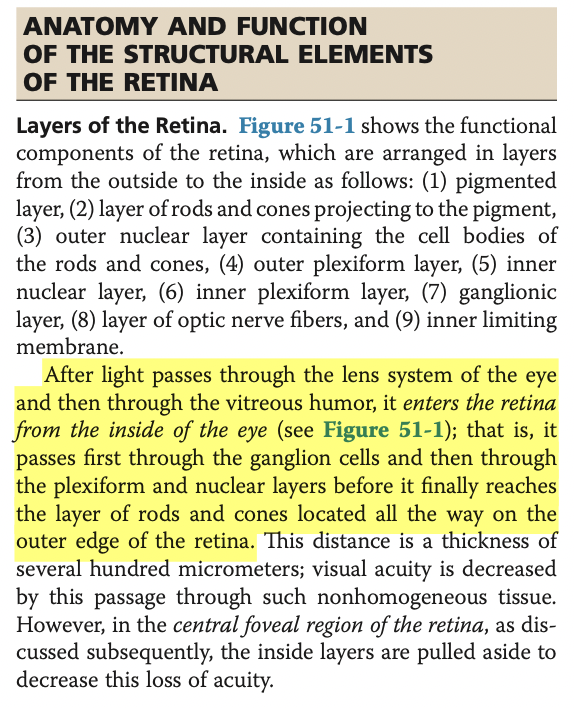 ANATOMY AND FUNCTION
OF THE STRUCTURAL ELEMENTS
OF THE RETINA
Layers of the Retina. Figure 51-1 shows the functional
components of the retina, which are arranged in layers
from the outside to the inside as follows: (1) pigmented
layer, (2) layer of rods and cones projecting to the pigment,
(3) outer nuclear layer containing the cell bodies of
the rods and cones, (4) outer plexiform layer, (5) inner
nuclear layer, (6) inner plexiform layer, (7) ganglionic
layer, (8) layer of optic nerve fibers, and (9) inner limiting
membrane.
After light passes through the lens system of the eye
and then through the vitreous humor, it enters the retina
from the inside of the eye (see Figure 51-1); that is, it
passes first through the ganglion cells and then through
the plexiform and nuclear layers before it finally reaches
the layer of rods and cones located all the way on the
outer edge of the retina. This distance is a thickness of
several hundred micrometers; visual acuity is decreased
by this passage through such nonhomogeneous tissue.
However, in the central foveal region of the retina, as dis-
cussed subsequently, the inside layers are pulled aside to
decrease this loss of acuity.